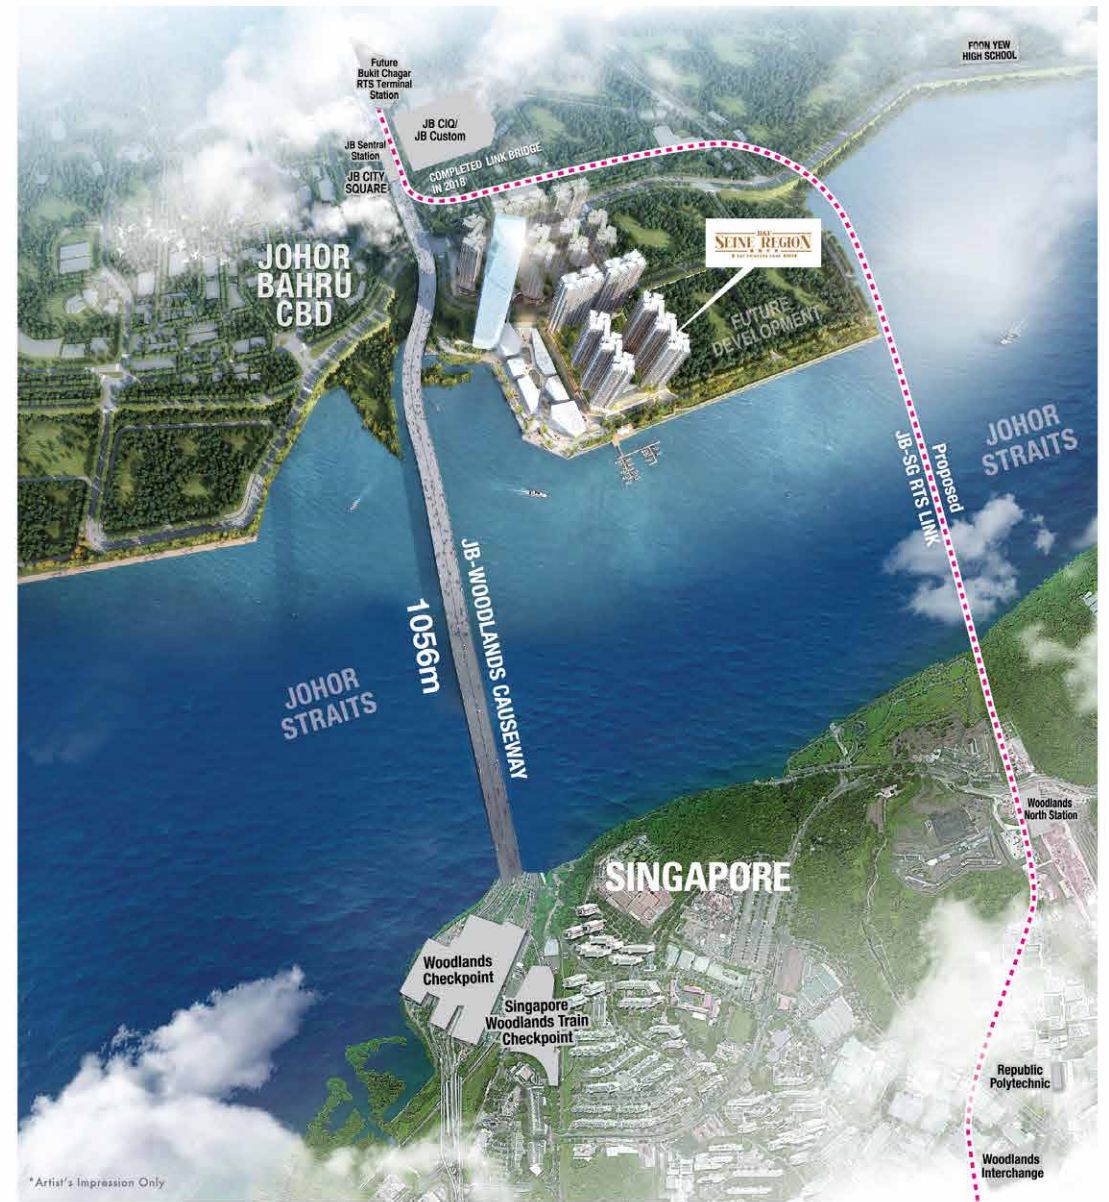 FOON YEW
HIGH SCHOOL
Future
Bukit Chagar
RTS Terminal
Station
JB CIQ/
JB Custom
JB Sentral
Station
JB CITY
SQUARE
COMPLETED LINK BRIDGE
IN 2018
R&F
SEINE REGION
JOHOR
BAHRU
CBD
FUTURE
DEVELOPMENT
JOHOR
STRAITS
Proposed
JB-SG RTS LINK
JB-WOODLANDS CAUSEWAY
1056m
JOHOR
STRAITS
Woodlands
North Station
SINGAPORE
Woodlands
Checkpoint
Singapore
Woodlands Train
Checkpoint
Republic
Polytechnic
Woodlands
Interchange
*Artist's Impression Only